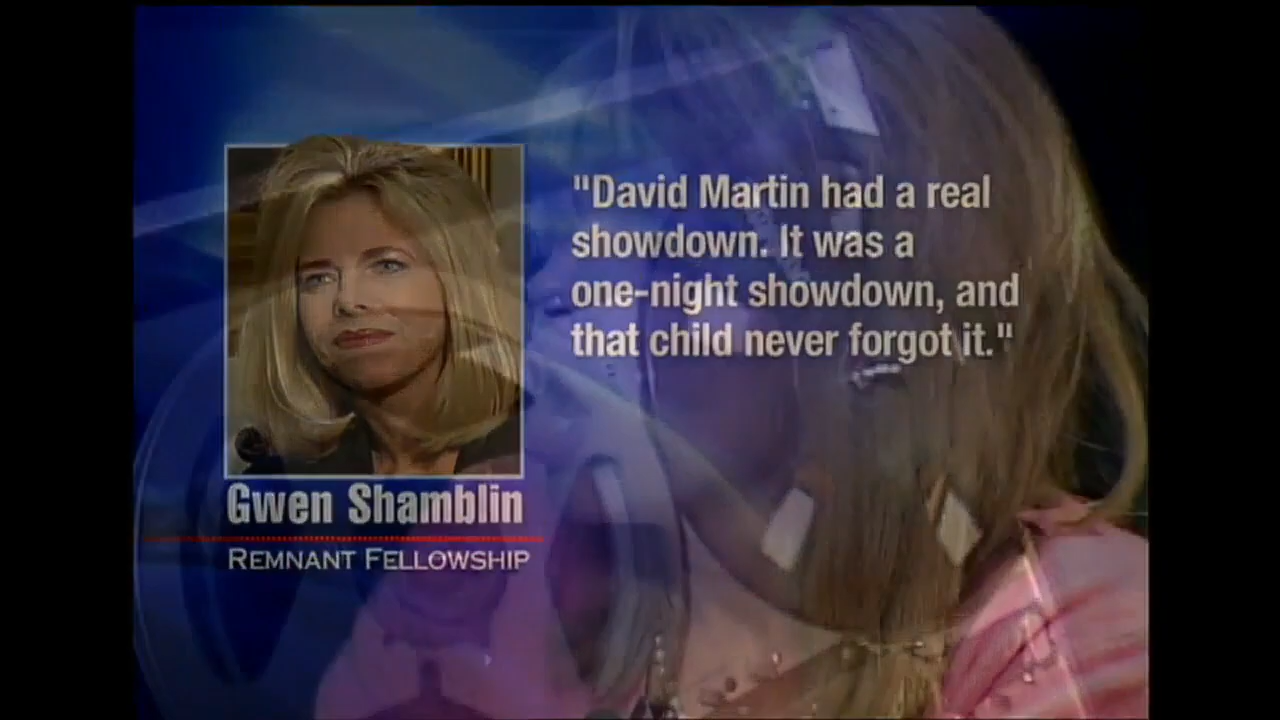 "David Martin had a real
showdown. It was a
one-night showdown, and
that child never forgot it."
Gwen Shamblin
REMNANT FELLOWSHIP